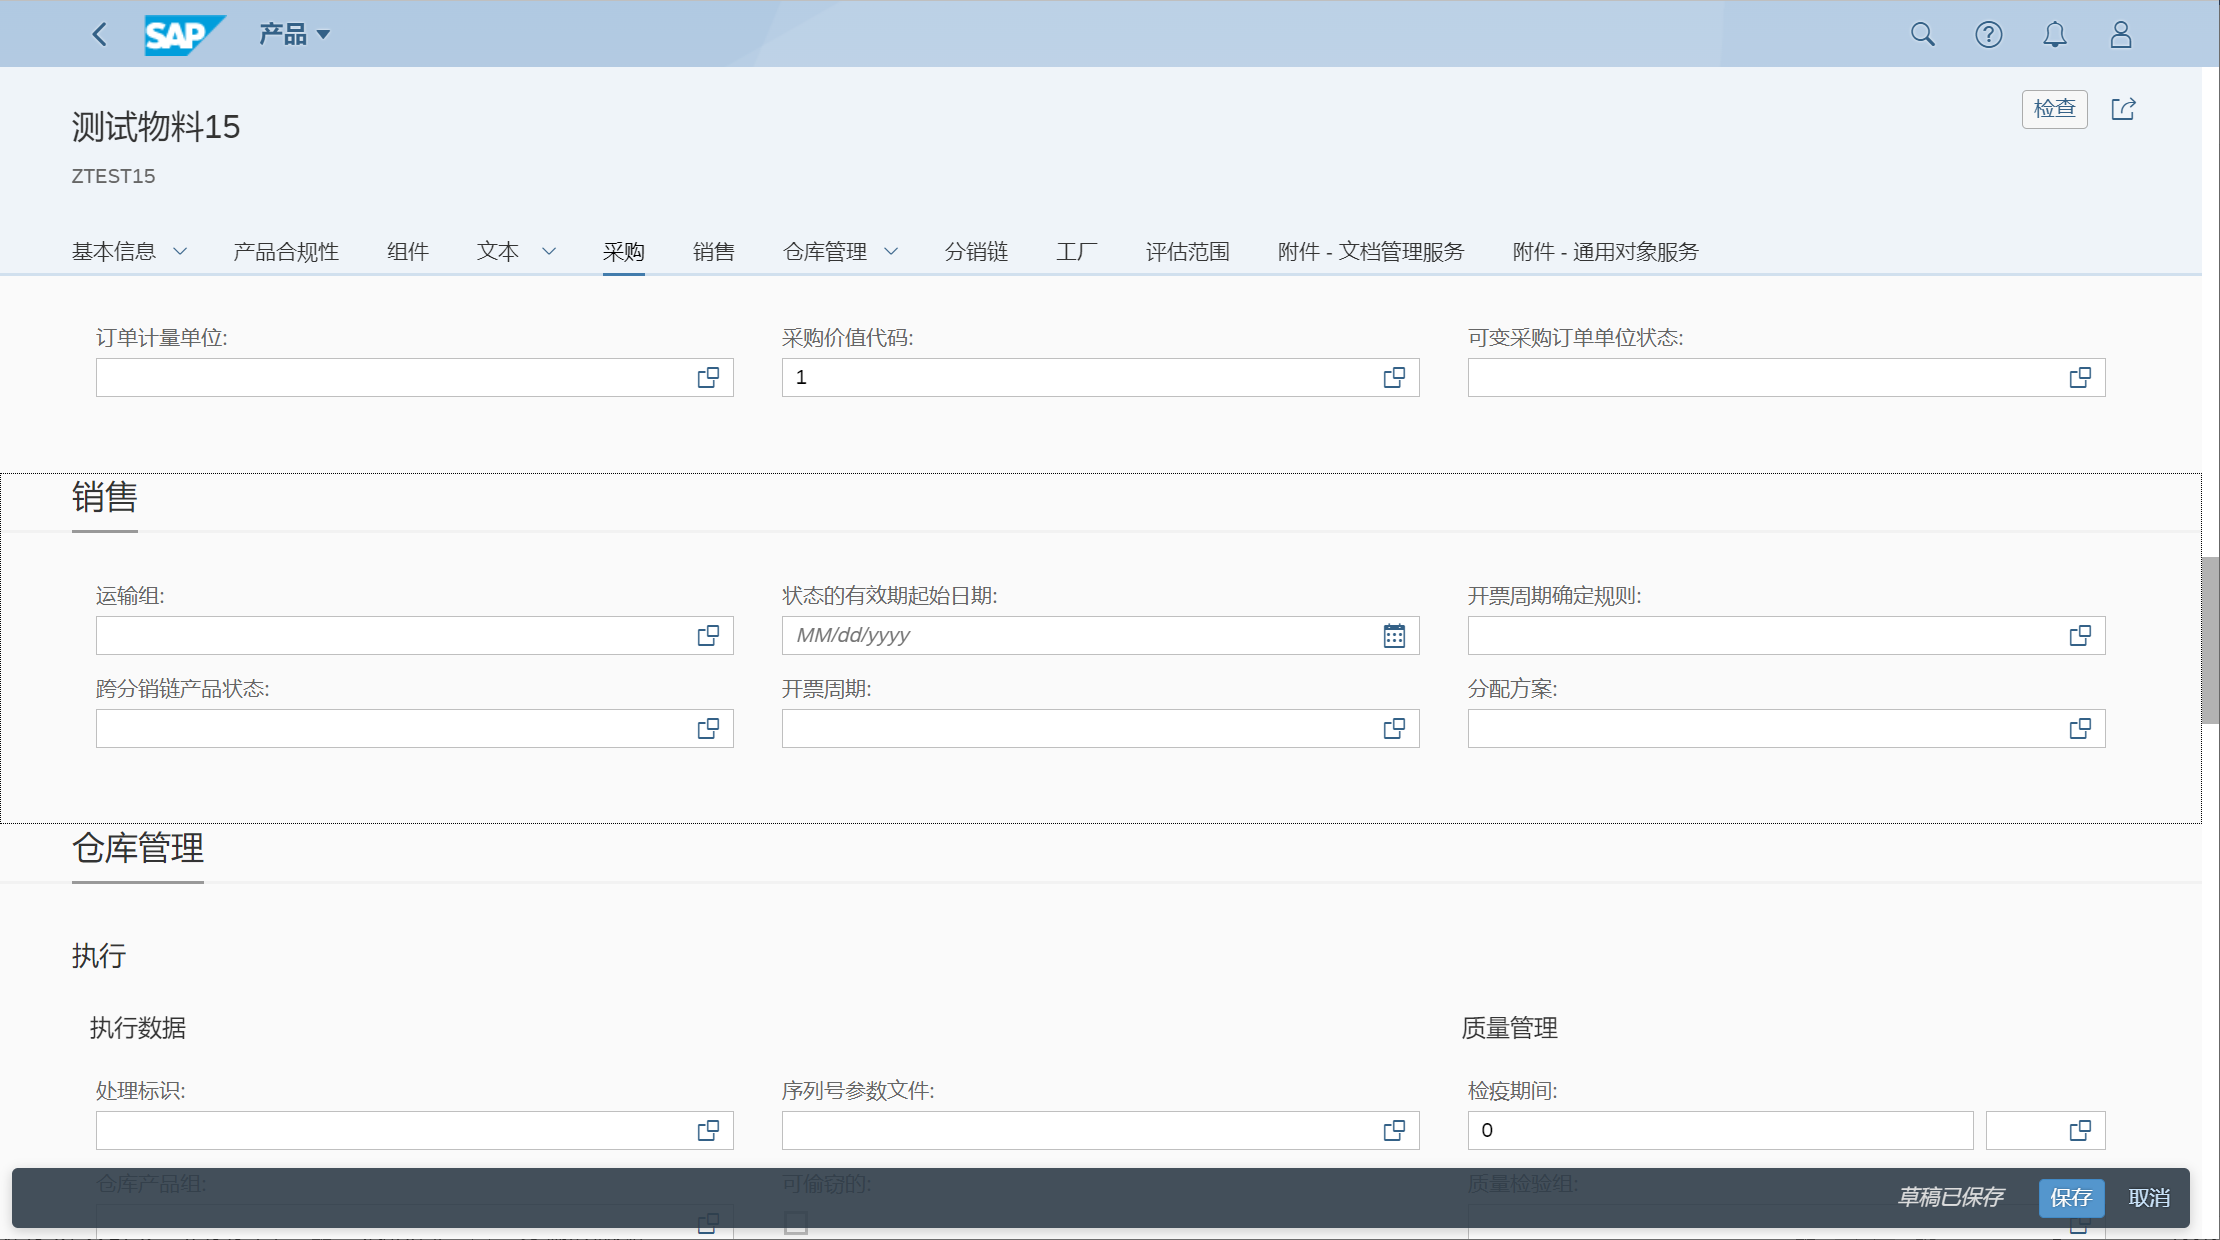 SAP 产品
检查
测试物料15
ZTEST15
基本信息 产品合规性 组件 文本 采购 销售 仓库管理 分销链 工厂 评估范围 附件 - 文档管理服务 附件 - 通用对象服务
订单计量单位: 采购价值代码: 可变采购订单单位状态:
1
销售
运输组: 状态的有效期起始日期: 开票周期确定规则:
MM/dd/yyyy
跨分销链产品状态: 开票周期: 分配方案:
仓库管理
执行
执行数据 质量管理
处理标识: 序列号参数文件: 检疫期间:
0
仓库产品组: 可偷窃的: 质量检验组:
草稿已保存 保存 取消